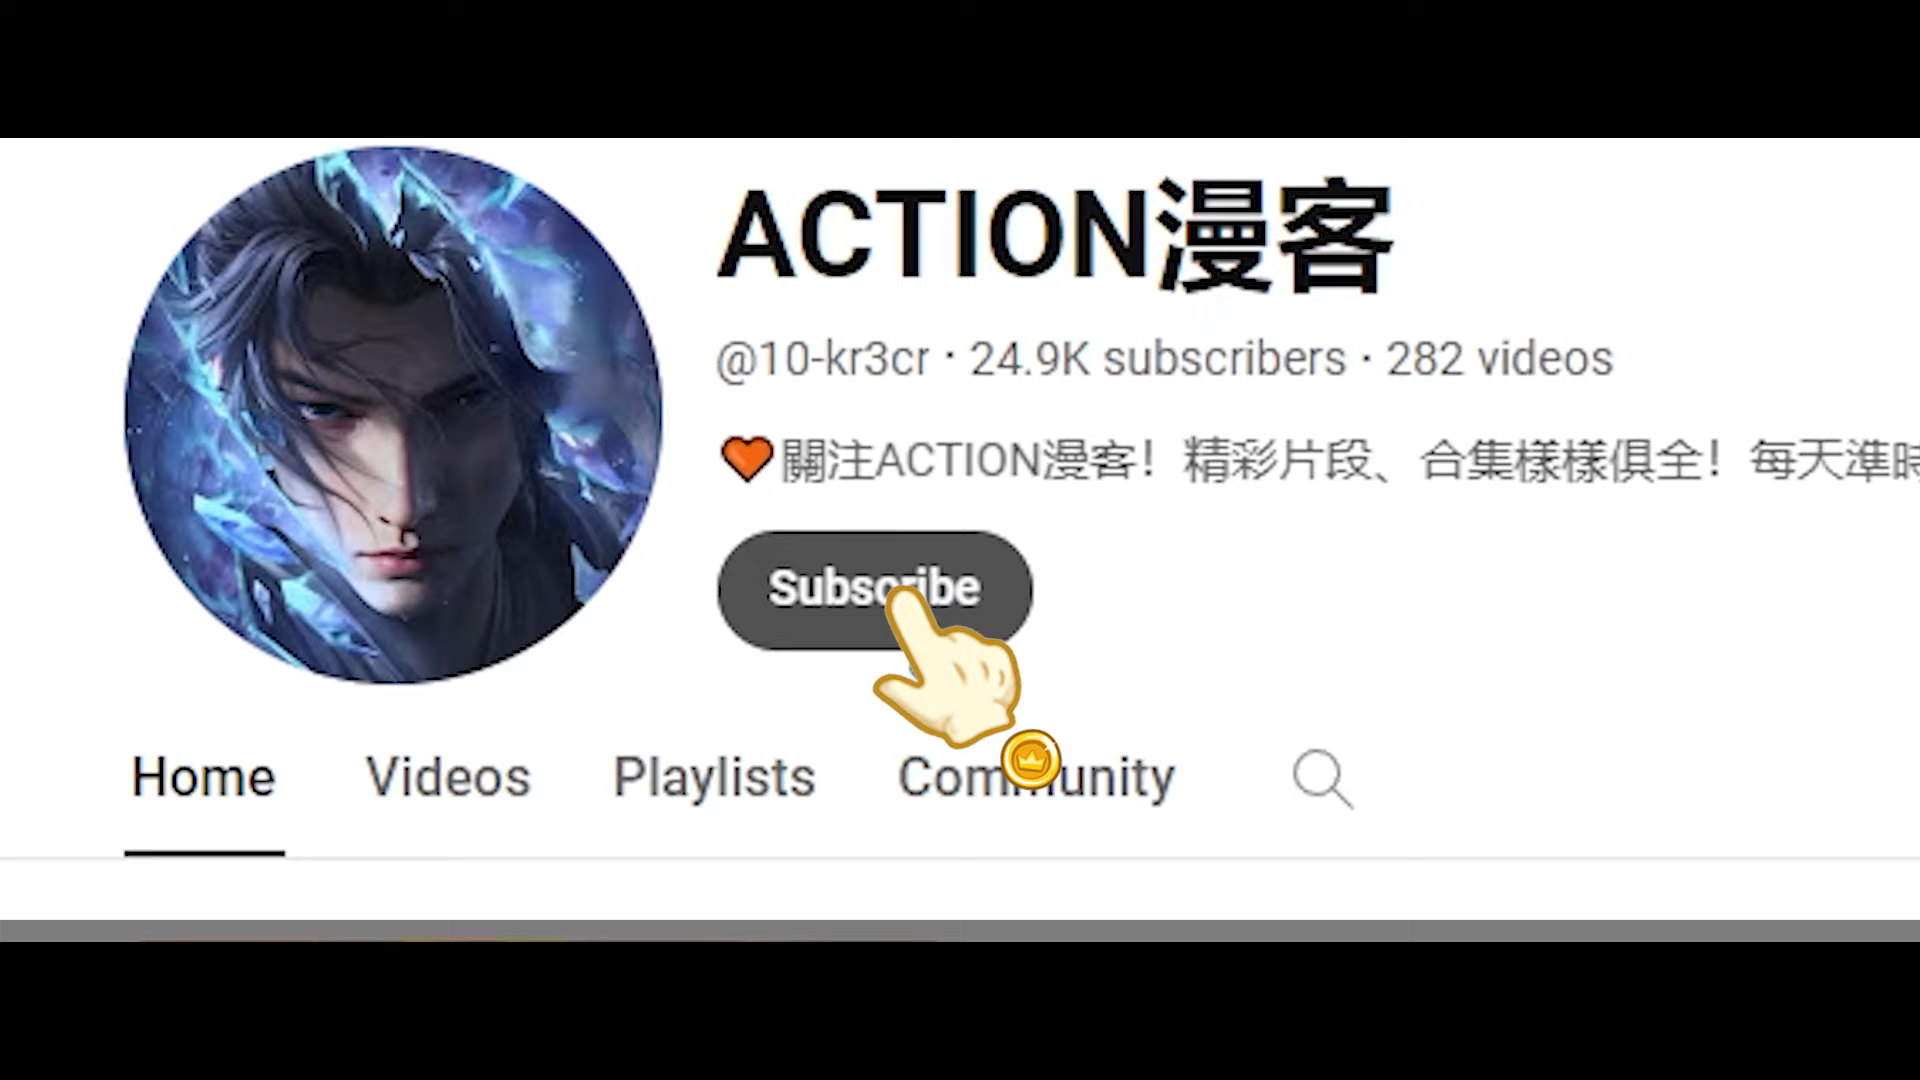 ACTION漫客
@10-kr3cr · 24.9K subscribers · 282 videos
關注ACTION漫客！精彩片段、合集樣樣俱全！每天準時
Subscribe
Home Videos Playlists Community